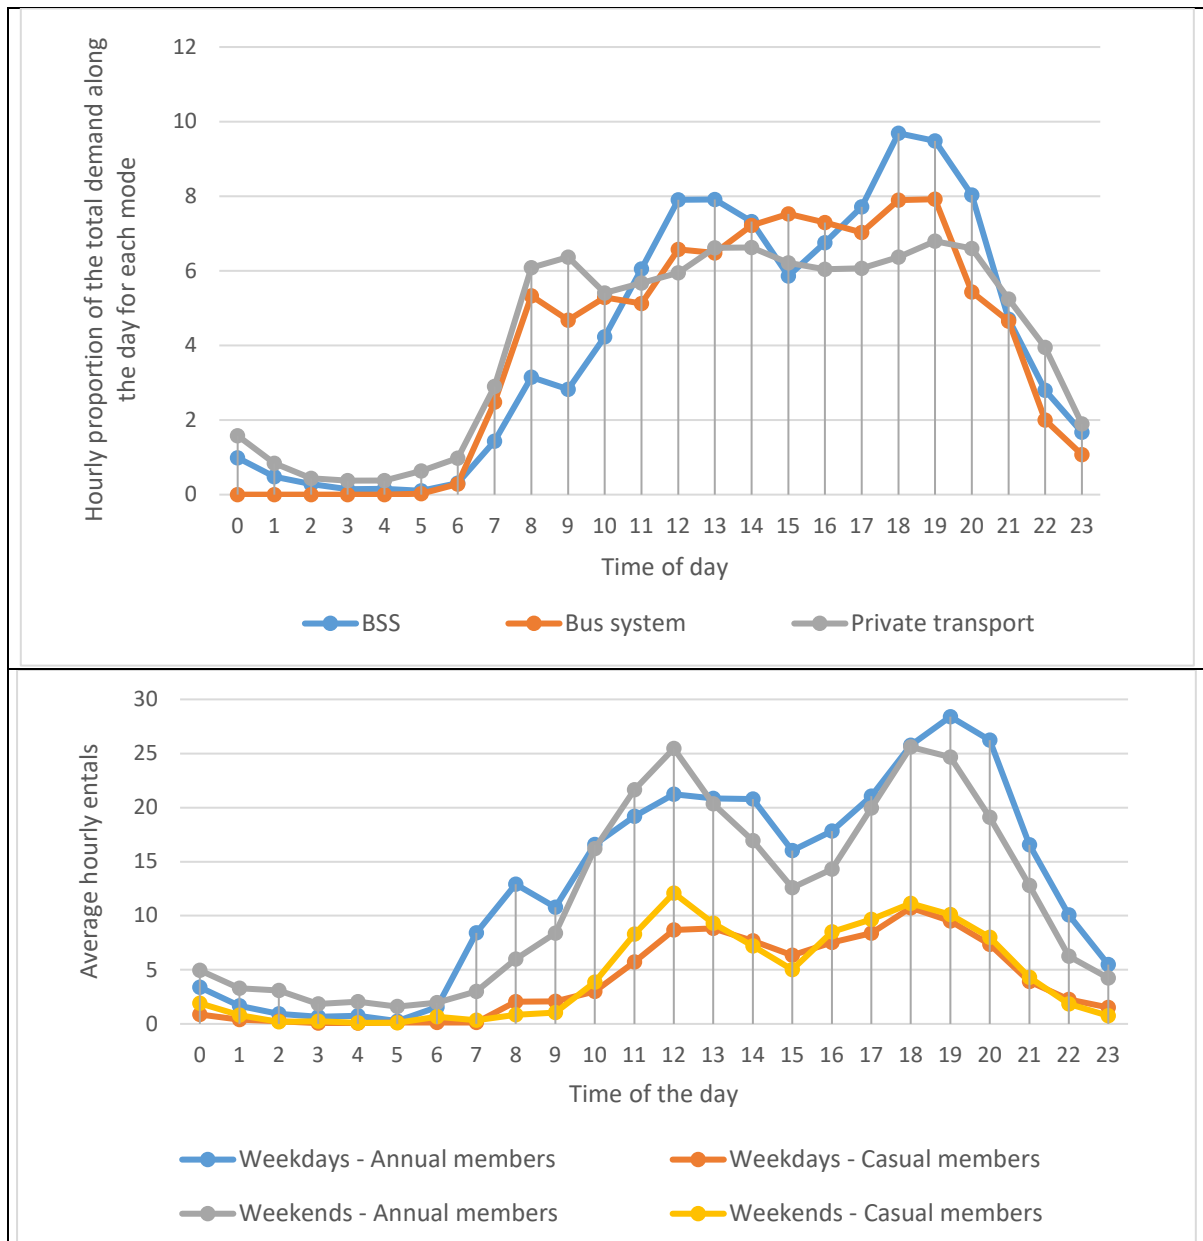 12
10
8
6
4
2
0
Hourly proportion of the total demand along
the day for each mode
0 1 2 3 4 5 6 7 8 9 10 11 12 13 14 15 16 17 18 19 20 21 22 23
Time of day
BSS Bus system Private transport
30
25
20
15
10
5
0
Average hourly entals
0 1 2 3 4 5 6 7 8 9 10 11 12 13 14 15 16 17 18 19 20 21 22 23
Time of the day
Weekdays - Annual members Weekdays - Casual members
Weekends - Annual members Weekends - Casual members